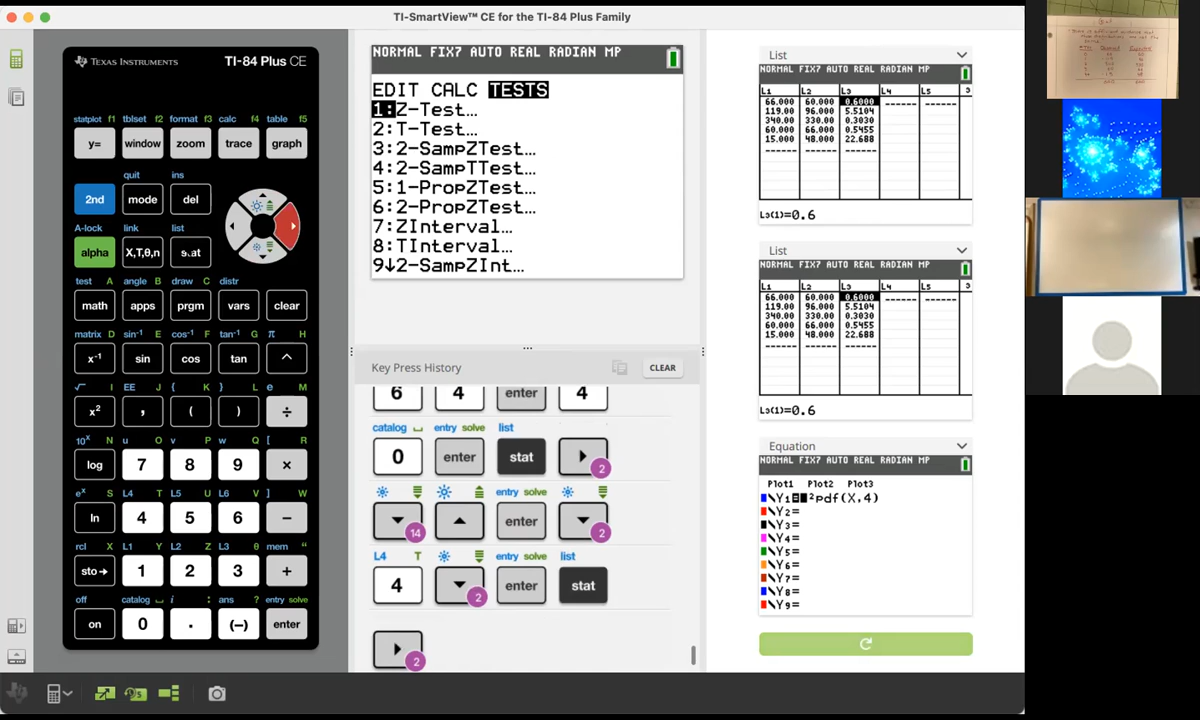 TI-SmartView™ CE for the TI-84 Plus Family
TEXAS INSTRUMENTS TI-84 Plus CE
statplot f1 tblset f2 format f3 calc f4 table f5
y= window zoom trace graph
quit ins
2nd mode del
A-lock link list
alpha X,T,θ,n stat
test A angle B draw C distr
math apps prgm vars clear
matrix D sin⁻¹ E cos⁻¹ F tan⁻¹ G π H
x⁻¹ sin cos tan ^
√ I EE J { K } L e M
x² , ( ) ÷
10ˣ N u O v P w Q [ R
log 7 8 9 ×
eˣ S L4 T L5 U L6 V ] W
ln 4 5 6 −
rcl X L1 Y L2 Z L3 θ mem "
sto→ 1 2 3 +
off catalog i : ans ? entry solve
on 0 . (−) enter
NORMAL FIX7 AUTO REAL RADIAN MP
EDIT CALC TESTS
1:Z-Test…
2:T-Test…
3:2-SampZTest…
4:2-SampTTest…
5:1-PropZTest…
6:2-PropZTest…
7:ZInterval…
8:TInterval…
9↓2-SampZInt…
Key Press History CLEAR
6 4 enter 4
catalog entry solve list
0 enter stat 2
entry solve
14 enter 2
L4 T entry solve list
4 2 enter stat
2
List
NORMAL FIX7 AUTO REAL RADIAN MP
L1 L2 L3 L4 L5 3
66.000 60.000 0.6000 ------ ------
119.00 96.000 5.5104
340.00 330.00 0.3030
60.000 66.000 0.5455
15.000 48.000 22.688
------ ------ ------
L3(1)=0.6
List
NORMAL FIX7 AUTO REAL RADIAN MP
L1 L2 L3 L4 L5 3
66.000 60.000 0.6000 ------ ------
119.00 96.000 5.5104
340.00 330.00 0.3030
60.000 66.000 0.5455
15.000 48.000 22.688
------ ------ ------
L3(1)=0.6
Equation
NORMAL FIX7 AUTO REAL RADIAN MP
Plot1 Plot2 Plot3
\Y1=²pdf(X,4)
\Y2=
\Y3=
\Y4=
\Y5=
\Y6=
\Y7=
\Y8=
\Y9=